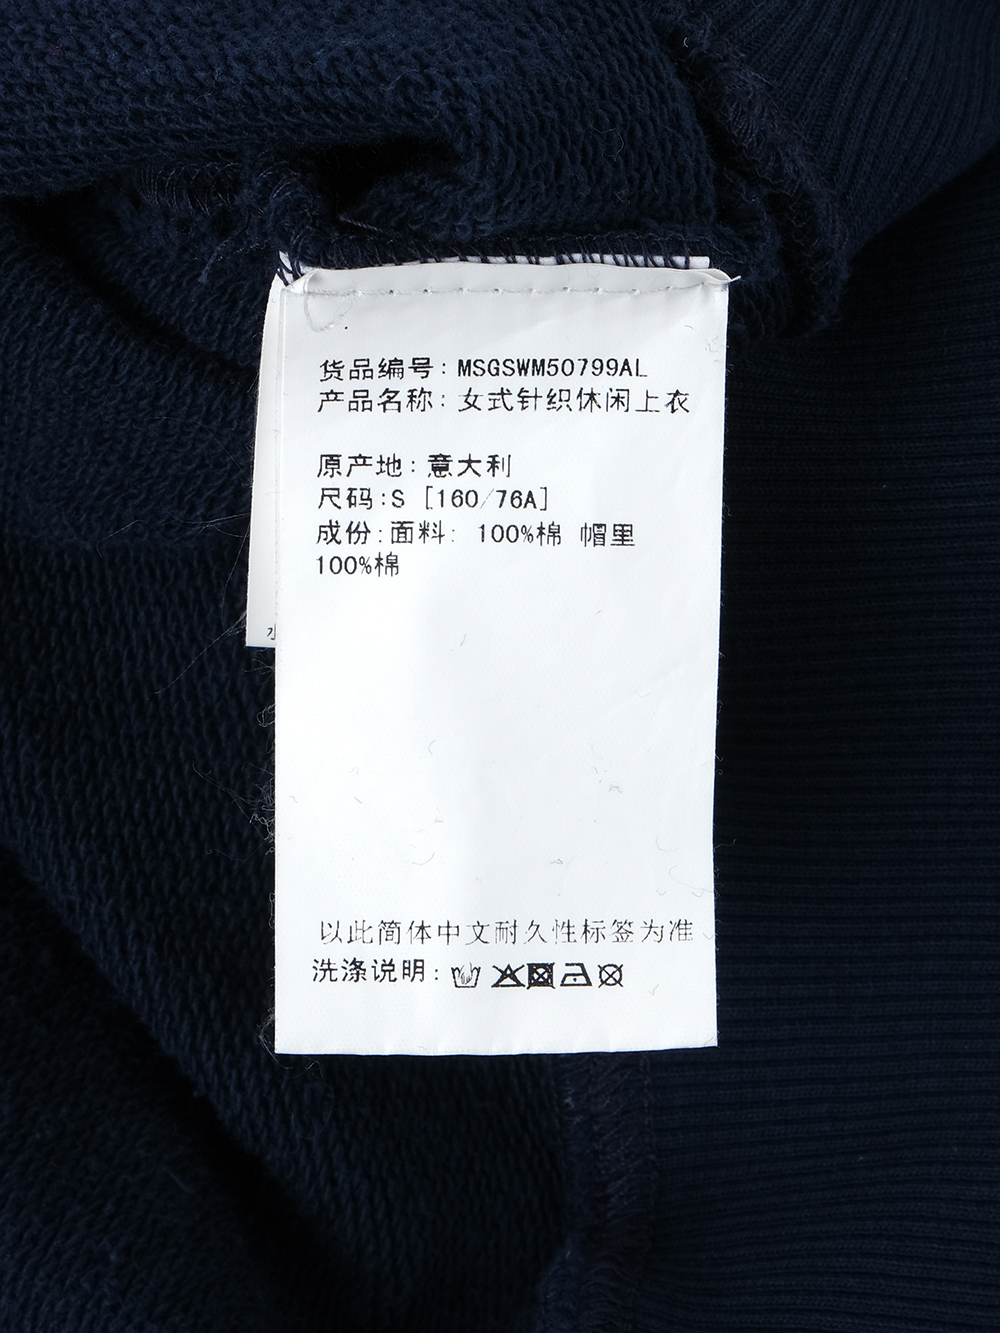 货品编号: MSGSWM50799AL
产品名称: 女式针织休闲上衣
原产地: 意大利
尺码:S [160/76A]
成份:面料: 100%棉 帽里
100%棉
以此简体中文耐久性标签为准
洗涤说明: